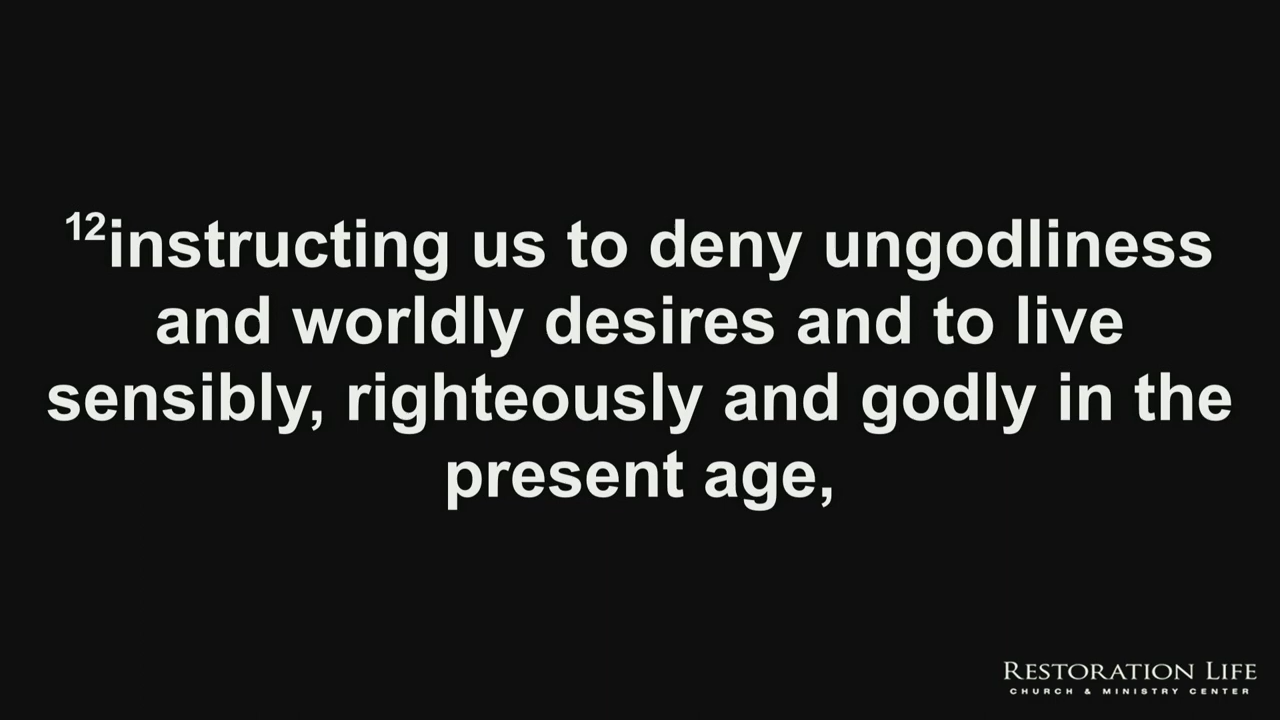 12instructing us to deny ungodliness
and worldly desires and to live
sensibly, righteously and godly in the
present age,
RESTORATION LIFE
CHURCH & MINISTRY CENTER